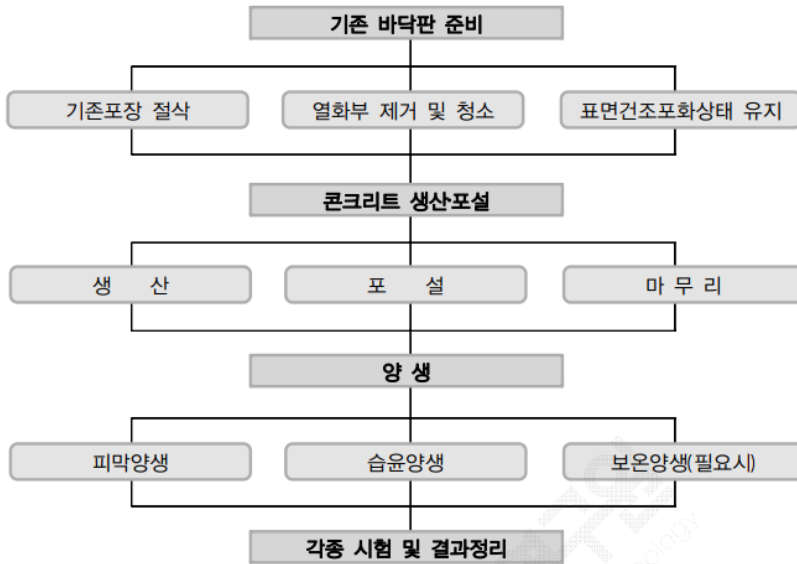 기존 바닥판 준비
기존포장 절삭
열화부 제거 및 청소
표면건조포화상태 유지
콘크리트 생산·포설
생 산
포 설
마 무 리
양 생
피막양생
습윤양생
보온양생(필요시)
각종 시험 및 결과정리